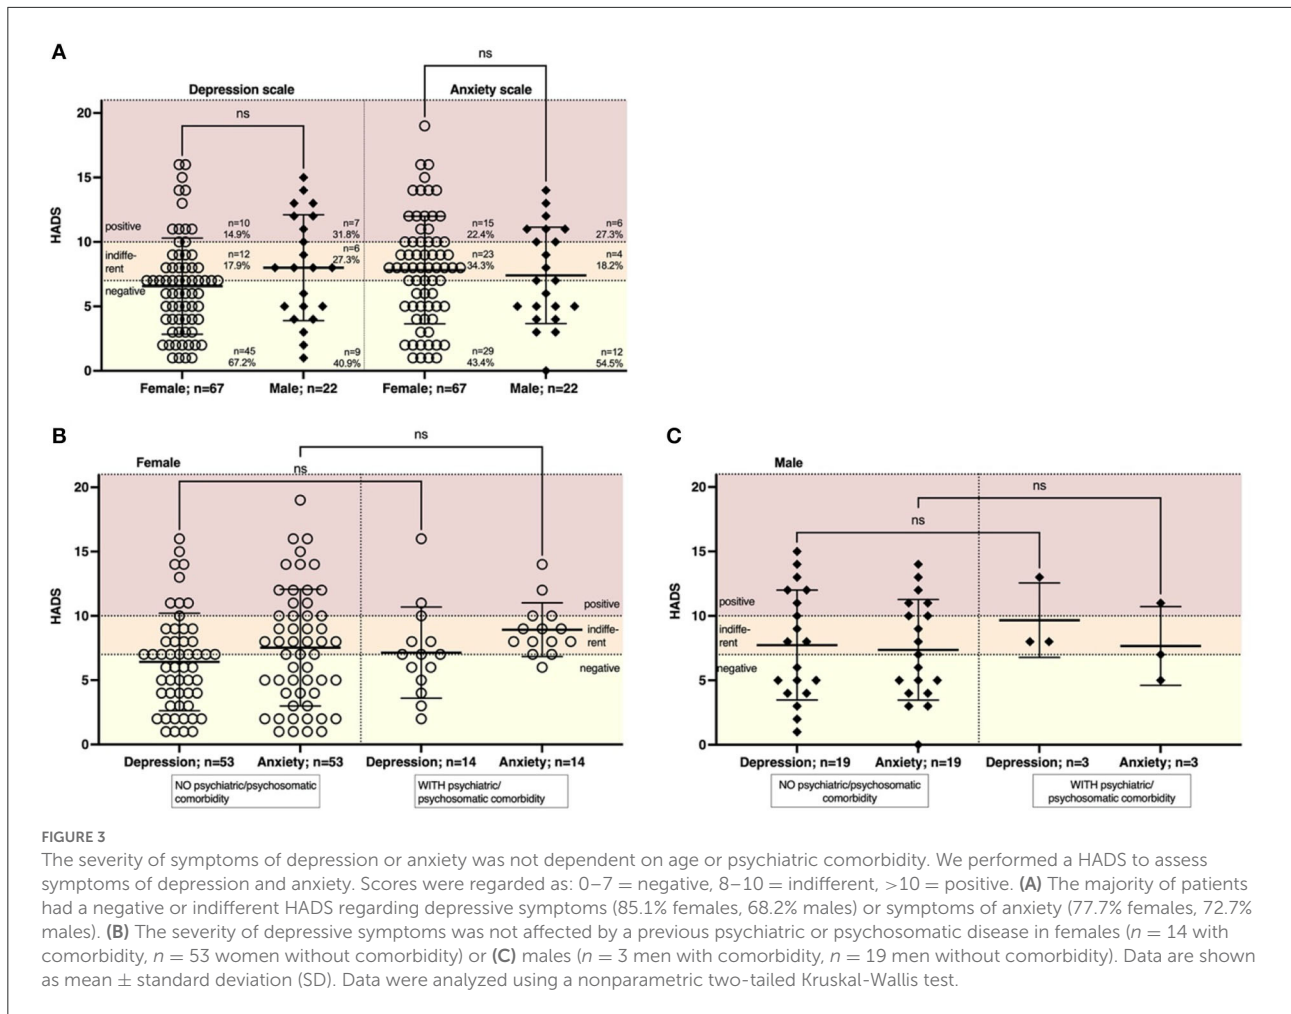 A
ns
Depression scale
Anxiety scale
ns
20
15
10
5
0
HADS
positive
indiffe-
rent
negative
n=10
14.9%
n=12
17.9%
n=45
67.2%
n=7
31.8%
n=6
27.3%
n=9
40.9%
n=15
22.4%
n=23
34.3%
n=29
43.4%
n=6
27.3%
n=4
18.2%
n=12
54.5%
Female; n=67
Male; n=22
Female; n=67
Male; n=22
B
ns
Female
ns
20
15
10
5
0
HADS
positive
indiffe-
rent
negative
Depression; n=53
Anxiety; n=53
Depression; n=14
Anxiety; n=14
NO psychiatric/psychosomatic
comorbidity
WITH psychiatric/
psychosomatic comorbidity
C
Male
ns
ns
20
15
10
5
0
HADS
positive
indiffe-
rent
negative
Depression; n=19
Anxiety; n=19
Depression; n=3
Anxiety; n=3
NO psychiatric/psychosomatic
comorbidity
WITH psychiatric/
psychosomatic comorbidity
FIGURE 3
The severity of symptoms of depression or anxiety was not dependent on age or psychiatric comorbidity. We performed a HADS to assess
symptoms of depression and anxiety. Scores were regarded as: 0–7 = negative, 8–10 = indifferent, >10 = positive. (A) The majority of patients
had a negative or indifferent HADS regarding depressive symptoms (85.1% females, 68.2% males) or symptoms of anxiety (77.7% females, 72.7%
males). (B) The severity of depressive symptoms was not affected by a previous psychiatric or psychosomatic disease in females (n = 14 with
comorbidity, n = 53 women without comorbidity) or (C) males (n = 3 men with comorbidity, n = 19 men without comorbidity). Data are shown
as mean ± standard deviation (SD). Data were analyzed using a nonparametric two-tailed Kruskal-Wallis test.